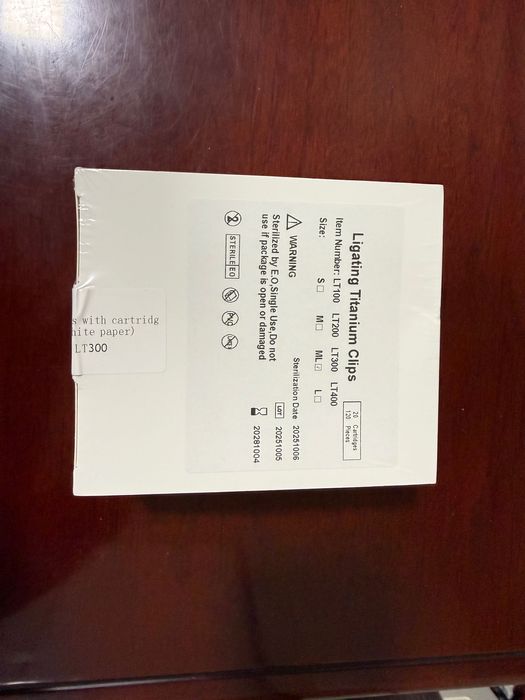 Ligating Titanium Clips
20 Cartridges
120 Pieces
Item Number: LT100 LT200 LT300 LT400
Size: S□ M□ ML☑ L□
WARNING
Sterilized by E.O,Single Use,Do not
use if package is open or damaged
Sterilization Date 20251006
LOT 20251005
20281004
2 STERILE EO
s with cartridg
hite paper)
LT300